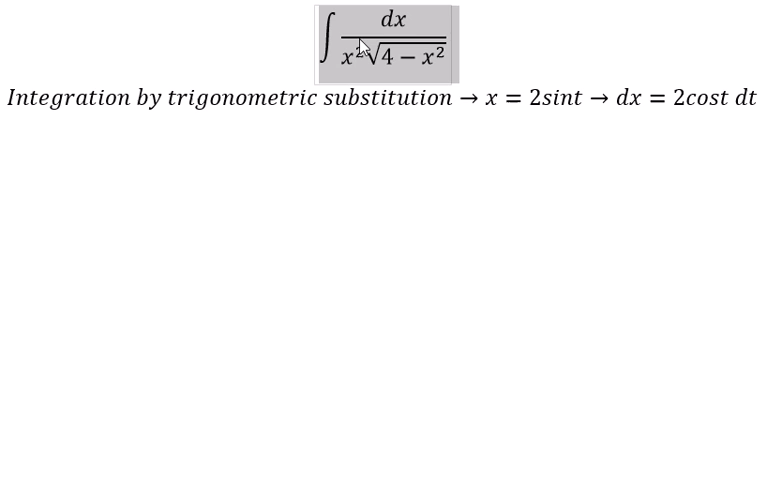 ∫ dx / x²√4 − x²
Integration by trigonometric substitution → x = 2sint → dx = 2cost dt